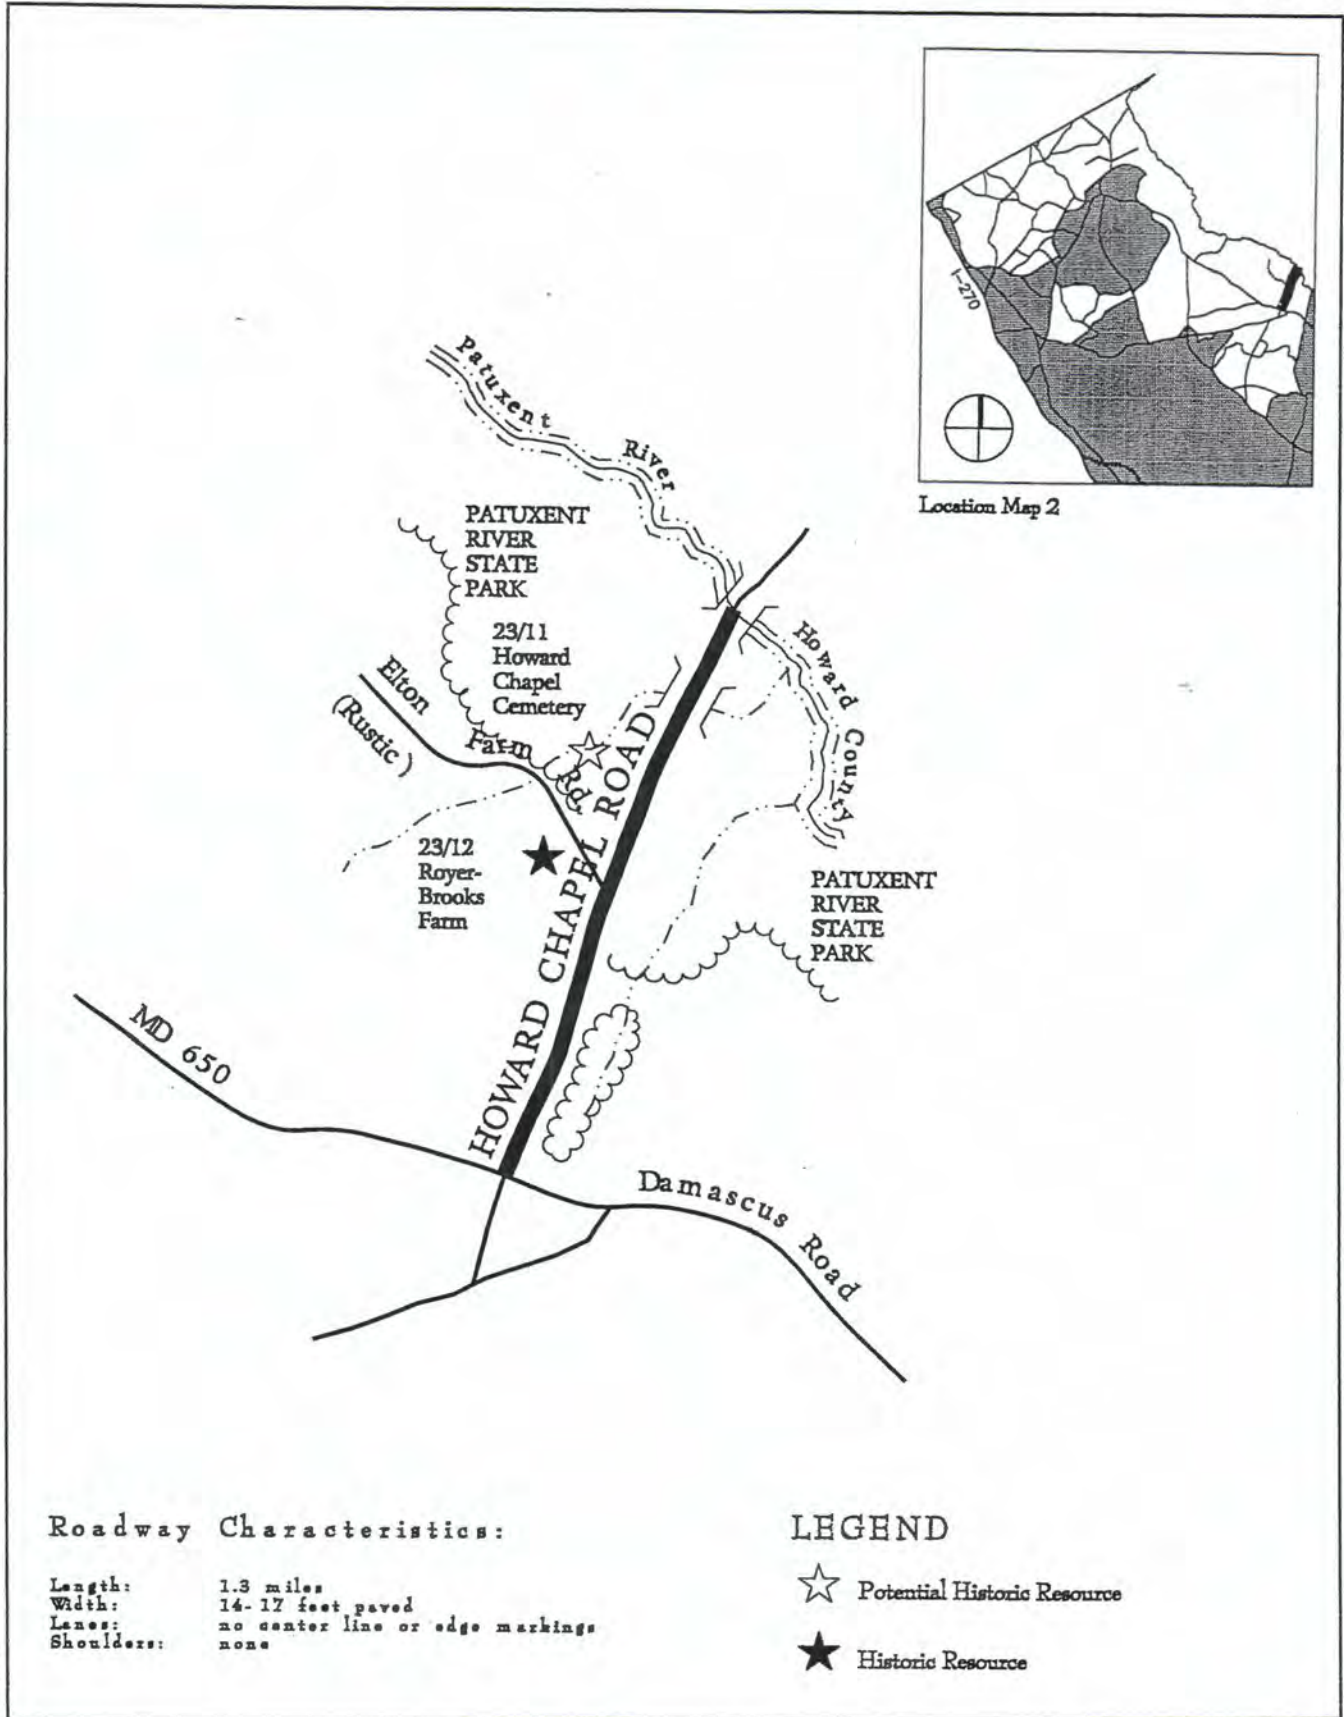 I-270
Location Map 2
Patuxent River
PATUXENT
RIVER
STATE
PARK
23/11
Howard
Chapel
Cemetery
Howard County
Elton Farm Rd.
(Rustic)
HOWARD CHAPEL ROAD
23/12
Royer-
Brooks
Farm
PATUXENT
RIVER
STATE
PARK
MD 650
Damascus Road
Roadway Characteristics:
Length: 1.3 miles
Width: 14-17 feet paved
Lanes: no center line or edge markings
Shoulders: none
LEGEND
Potential Historic Resource
Historic Resource